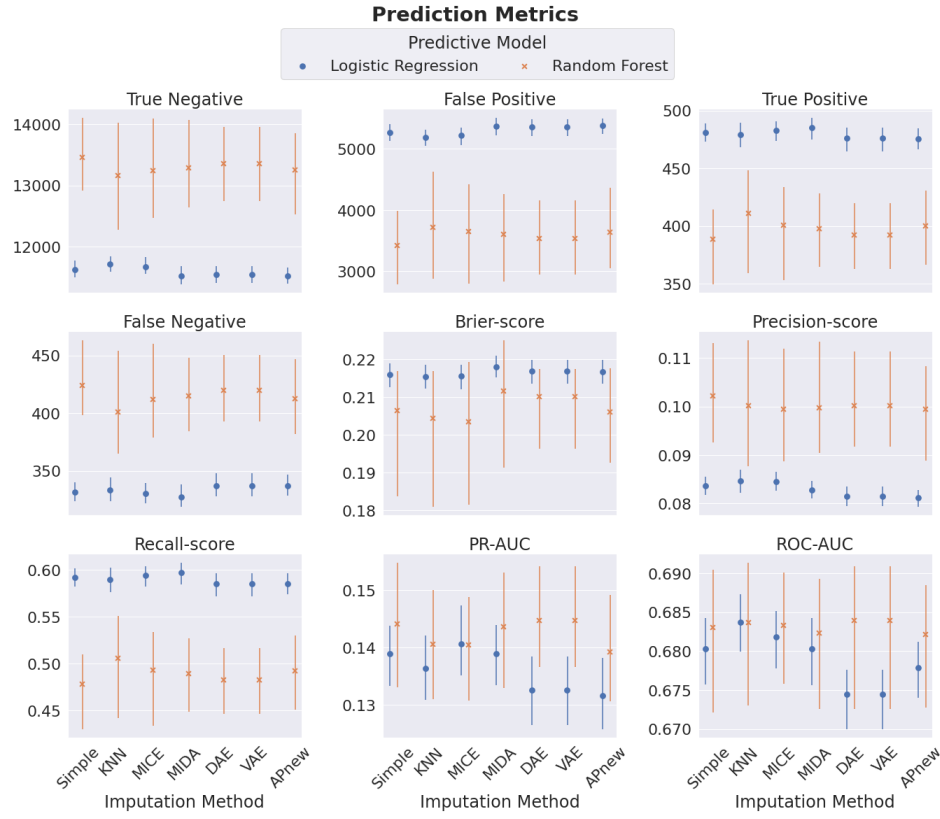 Prediction Metrics
Predictive Model
Logistic Regression
Random Forest
True Negative
False Positive
True Positive
14000
13000
12000
5000
4000
3000
500
450
400
350
False Negative
Brier-score
Precision-score
450
400
350
0.22
0.21
0.20
0.19
0.18
0.11
0.10
0.09
0.08
Recall-score
PR-AUC
ROC-AUC
0.60
0.55
0.50
0.45
0.15
0.14
0.13
0.690
0.685
0.680
0.675
0.670
Simple
KNN
MICE
MIDA
DAE
VAE
APnew
Simple
KNN
MICE
MIDA
DAE
VAE
APnew
Simple
KNN
MICE
MIDA
DAE
VAE
APnew
Imputation Method
Imputation Method
Imputation Method